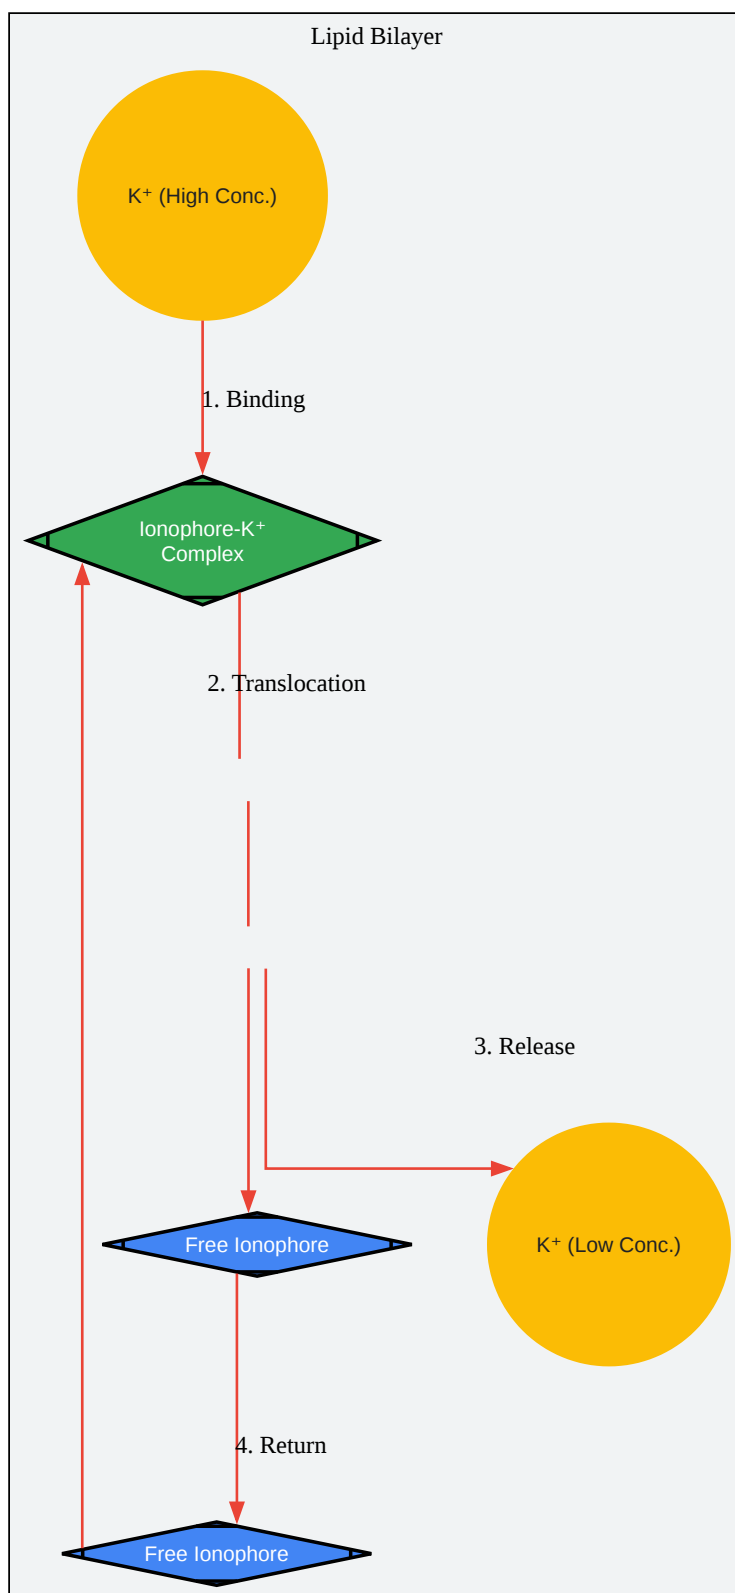 Lipid Bilayer
K⁺ (High Conc.)
1. Binding
Ionophore-K⁺
Complex
2. Translocation
3. Release
Free Ionophore
K⁺ (Low Conc.)
4. Return
Free Ionophore